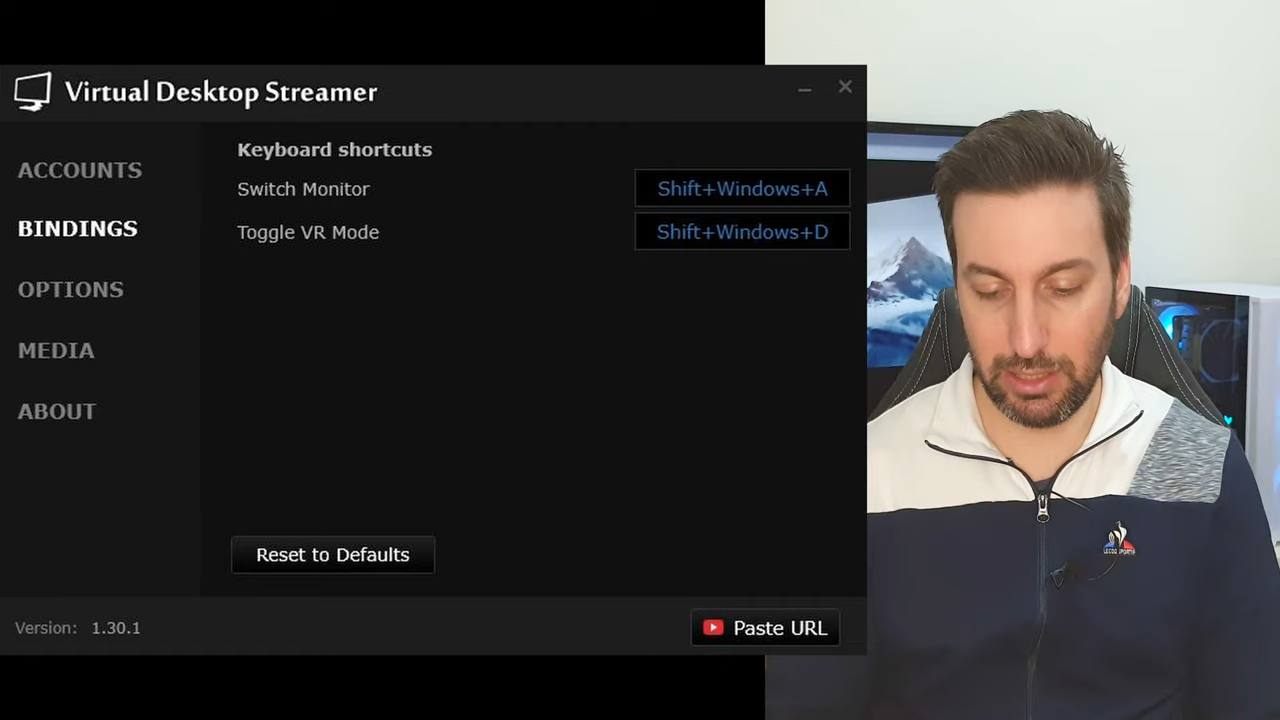 Virtual Desktop Streamer
ACCOUNTS
BINDINGS
OPTIONS
MEDIA
ABOUT
Keyboard shortcuts
Switch Monitor
Shift+Windows+A
Toggle VR Mode
Shift+Windows+D
Reset to Defaults
Version: 1.30.1
Paste URL